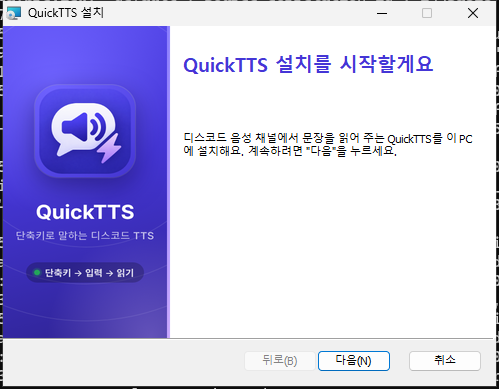 QuickTTS 설치
QuickTTS 설치를 시작할게요
디스코드 음성 채널에서 문장을 읽어 주는 QuickTTS를 이 PC
에 설치해요. 계속하려면 "다음"을 누르세요.
QuickTTS
단축키로 말하는 디스코드 TTS
단축키 → 입력 → 읽기
뒤로(B)
다음(N)
취소